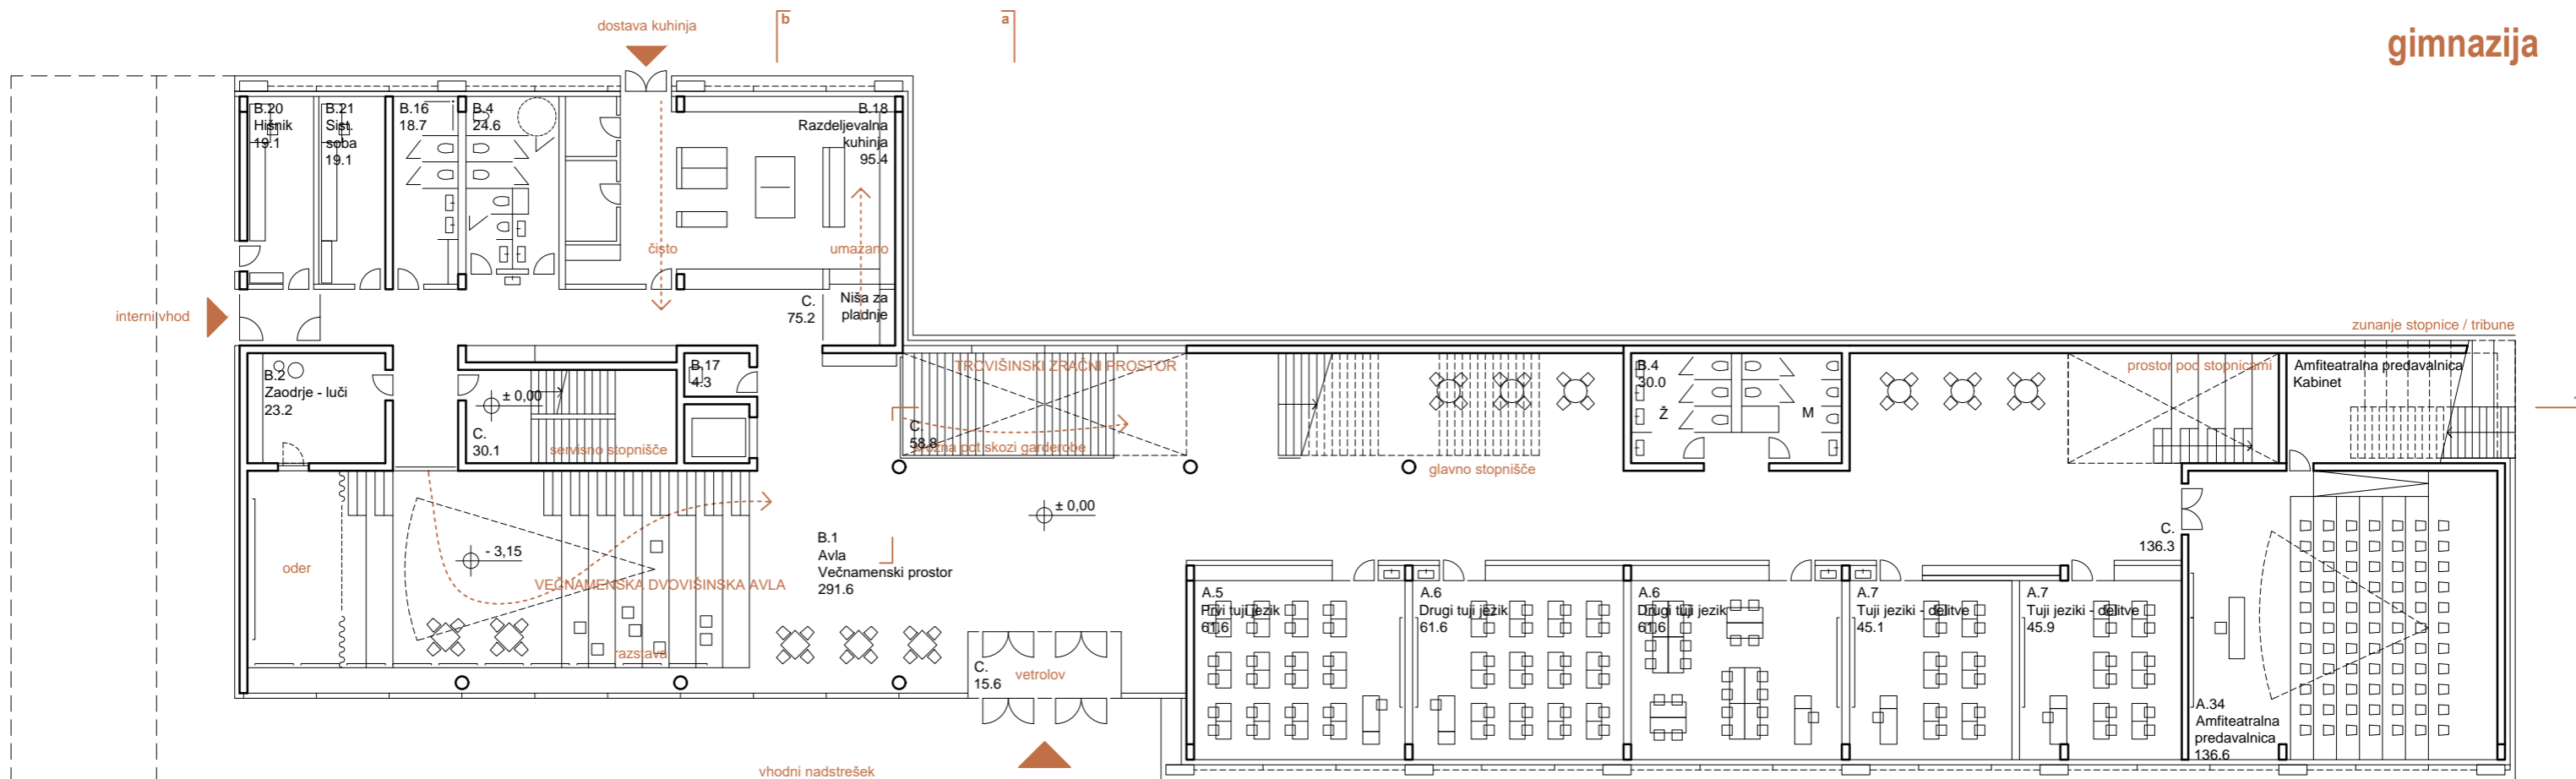 dostava kuhinja
b
a
gimnazija
B.20
Hišnik
19.1
B.21
Sist.
soba
19.1
B.16
18.7
B.4
24.6
B.18
Razdeljevalna
kuhinja
95.4
čisto
umazano
interni vhod
C.
75.2
Niša za
pladnje
zunanje stopnice / tribune
B.2
Zaodrje - luči
23.2
± 0,00
C.
30.1
servisno stopnišče
B.17
4.3
C.
58.8
skozi garderobe
glavno stopnišče
B.4
30.0
Ž
M
prostor pod stopnicami
Amfiteatralna predavalnica
Kabinet
± 0,00
- 3,15
oder
VEČNAMENSKA DVOVIŠINSKA AVLA
razstava
B.1
Avla
Večnamenski prostor
291.6
C.
15.6
vetrolov
vhodni nadstrešek
C.
136.3
A.5
Prvi tuji jezik
61.6
A.6
Drugi tuji jezik
61.6
A.6
Drugi tuji jezik
61.6
A.7
Tuji jeziki - delitve
45.1
A.7
Tuji jeziki - delitve
45.9
A.34
Amfiteatralna
predavalnica
136.6